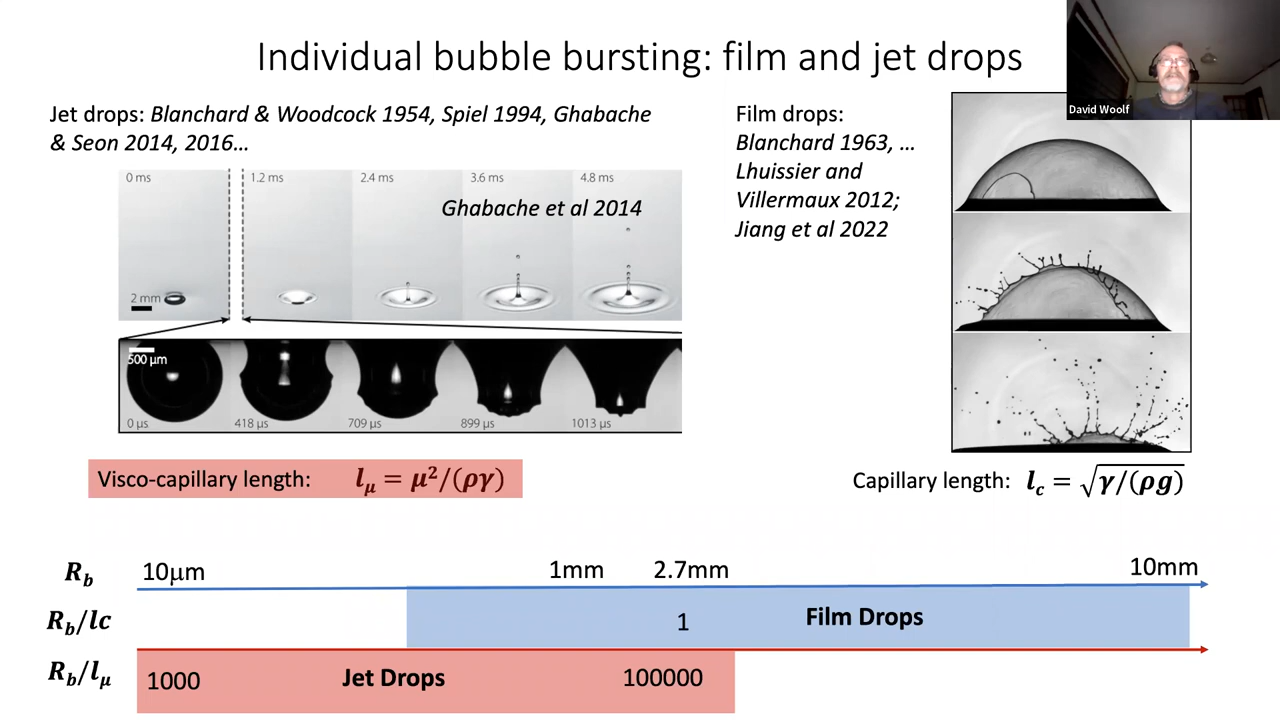 Individual bubble bursting: film and jet drops
David Woolf
Jet drops: Blanchard & Woodcock 1954, Spiel 1994, Ghabache
& Seon 2014, 2016…
Film drops:
Blanchard 1963, …
Lhuissier and
Villermaux 2012;
Jiang et al 2022
0 ms 1.2 ms 2.4 ms 3.6 ms 4.8 ms
Ghabache et al 2014
2 mm
500 µm
0 µs 418 µs 709 µs 899 µs 1013 µs
Visco-capillary length: lμ = μ²/(ργ)
Capillary length: lc = √γ/(ρg)
Rb 10μm 1mm 2.7mm 10mm
Rb/lc 1 Film Drops
Rb/lμ 1000 Jet Drops 100000